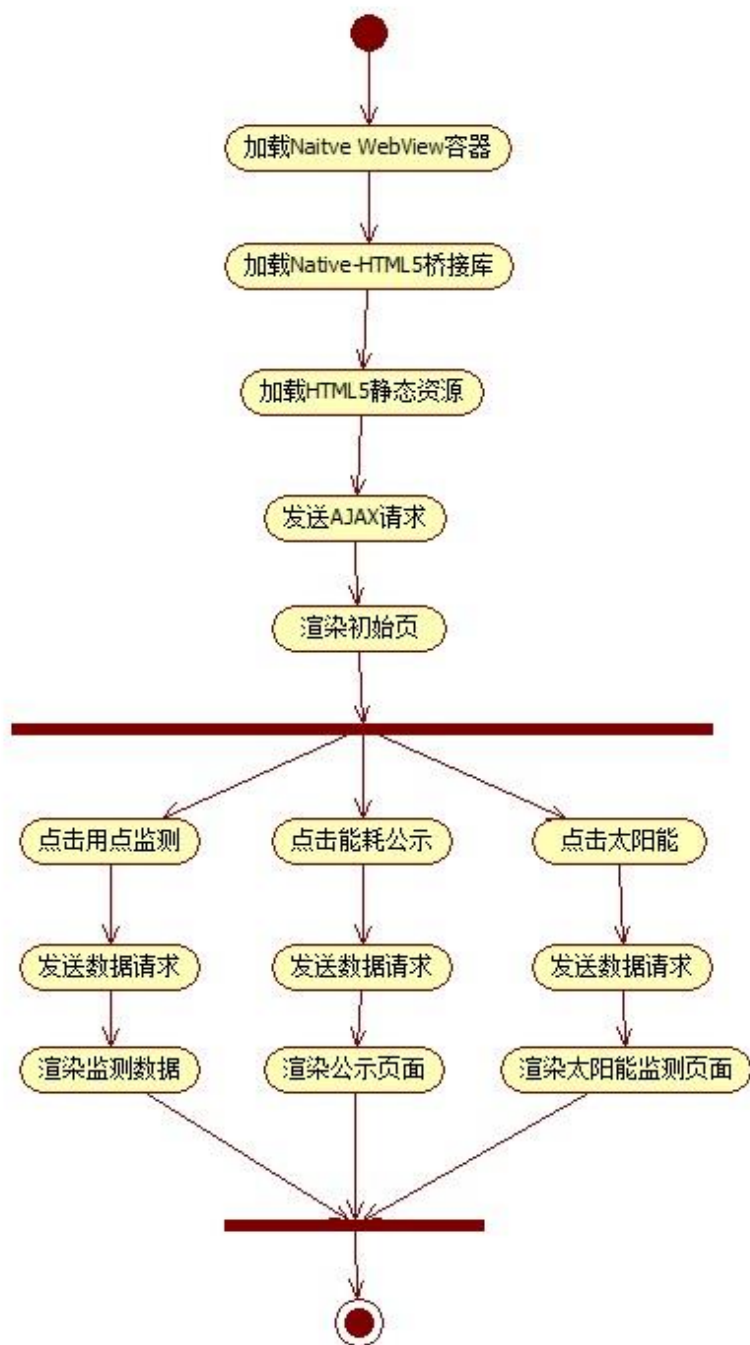 加载Naitve WebView容器
加载Native-HTML5桥接库
加载HTML5静态资源
发送AJAX请求
渲染初始页
点击用点监测
点击能耗公示
点击太阳能
发送数据请求
发送数据请求
发送数据请求
渲染监测数据
渲染公示页面
渲染太阳能监测页面